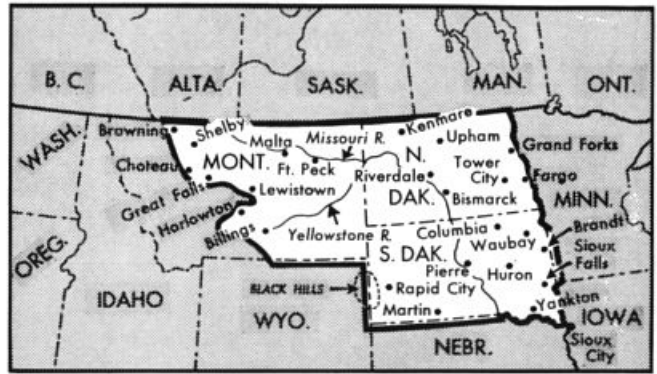 B. C.
ALTA.
SASK.
MAN.
ONT.
WASH.
Browning
Shelby
Malta
Missouri R.
Kenmare
Upham
Grand Forks
Choteau
MONT.
Ft. Peck
Riverdale
N.
DAK.
Tower
City
Fargo
Great Falls
Lewistown
Bismarck
MINN.
Harlowton
Billings
Yellowstone R.
Columbia
Waubay
Brandt
OREG.
S. DAK.
Pierre
Huron
Sioux
Falls
IDAHO
BLACK HILLS
Rapid City
WYO.
Martin
Yankton
IOWA
NEBR.
Sioux
City